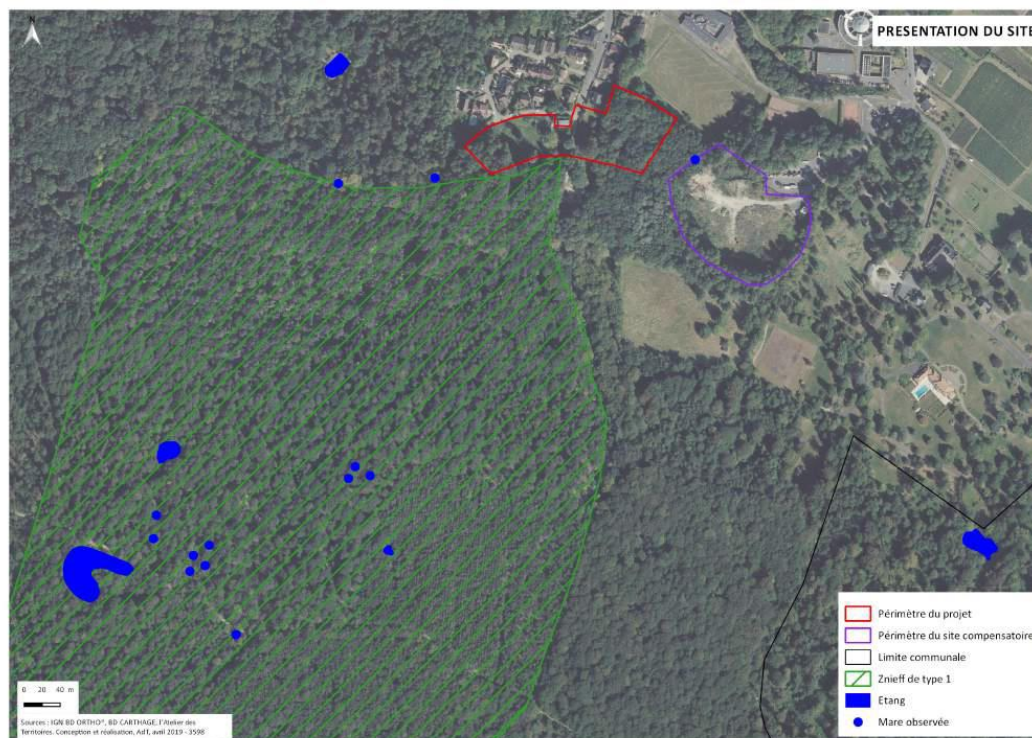 N
PRESENTATION DU SITE
Périmètre du projet
Périmètre du site compensatoire
Limite communale
Znieff de type 1
Etang
Mare observée
0 20 40 m
Sources : IGN BD ORTHO®, BD CARTHAGE, l'Atelier des
Territoires. Conception et réalisation, AdT, avril 2019 - 3598